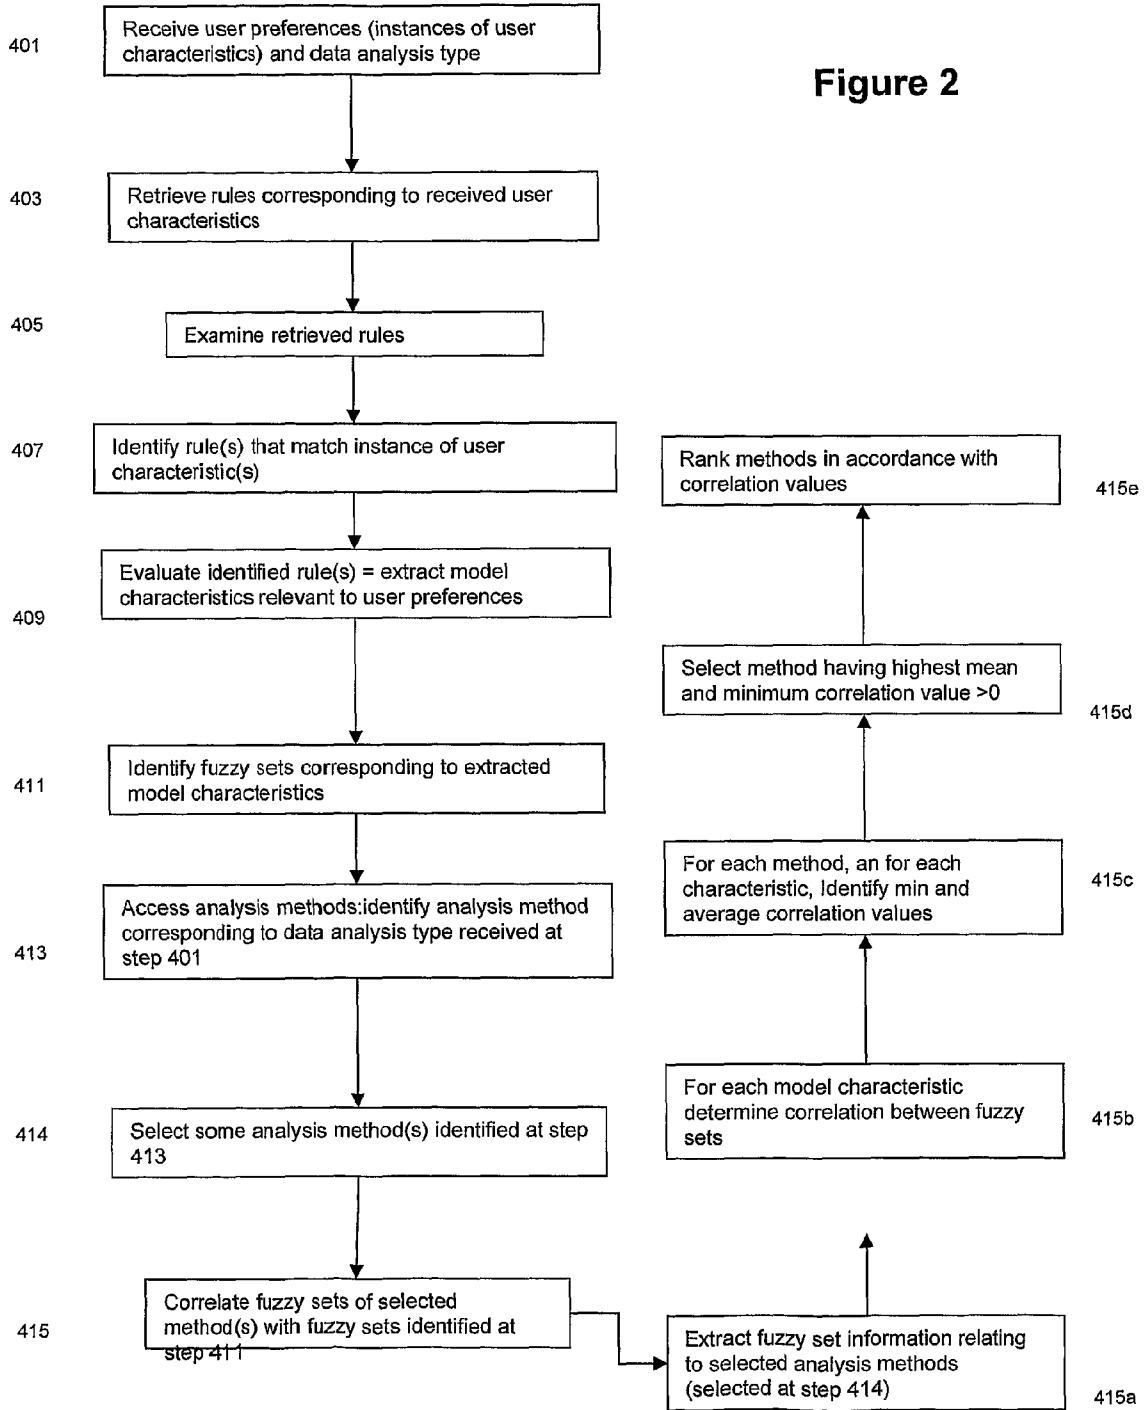 Figure 2
401
Receive user preferences (instances of user
characteristics) and data analysis type
403
Retrieve rules corresponding to received user
characteristics
405
Examine retrieved rules
407
Identify rule(s) that match instance of user
characteristic(s)
409
Evaluate identified rule(s) = extract model
characteristics relevant to user preferences
411
Identify fuzzy sets corresponding to extracted
model characteristics
413
Access analysis methods:identify analysis method
corresponding to data analysis type received at
step 401
414
Select some analysis method(s) identified at step
413
415
Correlate fuzzy sets of selected
method(s) with fuzzy sets identified at
step 411
Extract fuzzy set information relating
to selected analysis methods
(selected at step 414)
415a
For each model characteristic
determine correlation between fuzzy
sets
415b
For each method, an for each
characteristic, Identify min and
average correlation values
415c
Select method having highest mean
and minimum correlation value >0
415d
Rank methods in accordance with
correlation values
415e